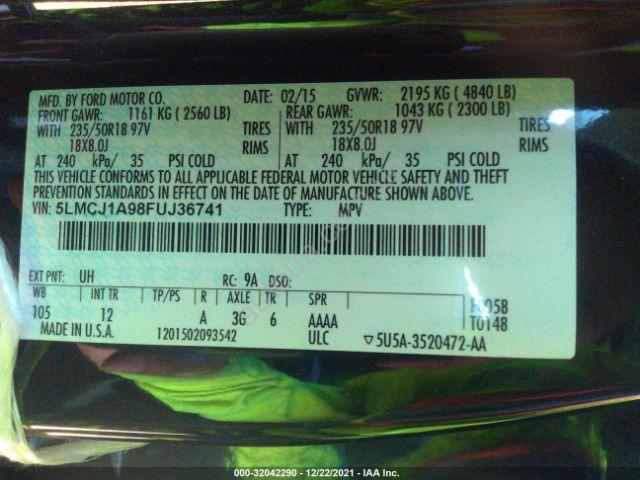 MFD. BY FORD MOTOR CO. DATE: 02/15 GVWR: 2195 KG ( 4840 LB)
FRONT GAWR: 1161 KG ( 2560 LB) REAR GAWR: 1043 KG ( 2300 LB)
WITH 235/50R18 97V TIRES WITH 235/50R18 97V TIRES
18X8.0J RIMS 18X8.0J RIMS
AT 240 kPa/ 35 PSI COLD AT 240 kPa/ 35 PSI COLD
THIS VEHICLE CONFORMS TO ALL APPLICABLE FEDERAL MOTOR VEHICLE SAFETY AND THEFT
PREVENTION STANDARDS IN EFFECT ON THE DATE OF MANUFACTURE SHOWN ABOVE.
VIN: 5LMCJ1A98FUJ36741 TYPE: MPV
EXT PNT: UH RC: 9A DSO:
WB INT TR TP/PS R AXLE TR SPR
105 12 A 3G 6 AAAA
T0148
MADE IN U.S.A. 1201502093542 ULC ▽5U5A-3520472-AA
000-32042290 - 12/22/2021 - IAA Inc.